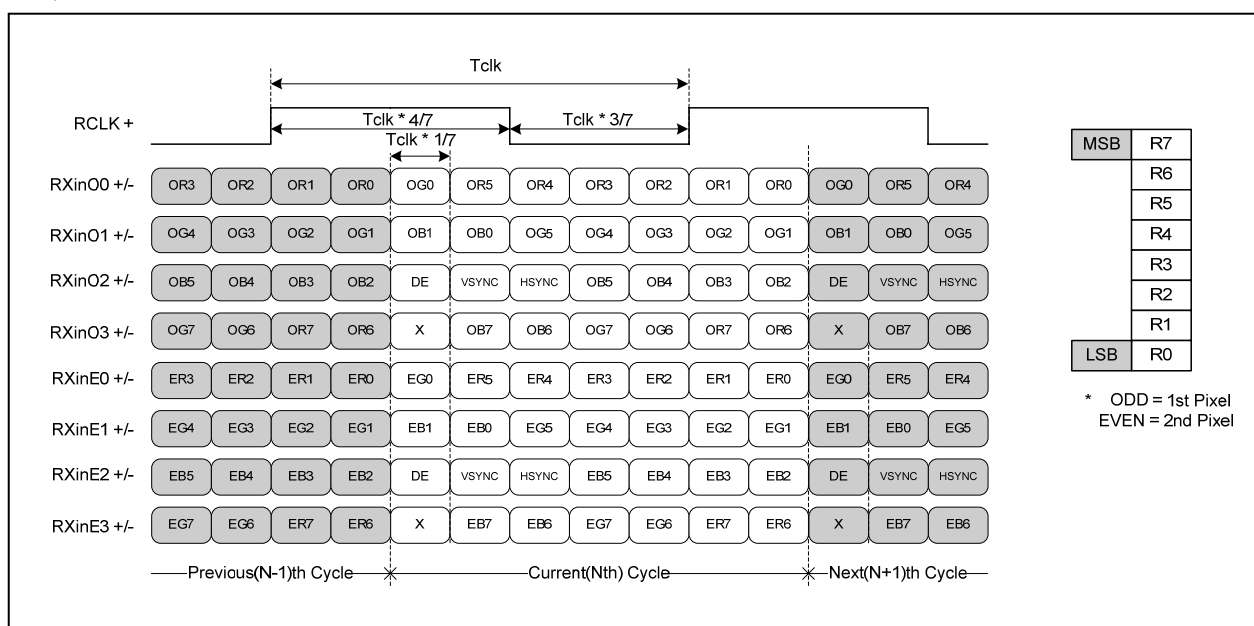 Tclk
RCLK +
Tclk * 4/7
Tclk * 3/7
Tclk * 1/7
RXinO0 +/- OR3 OR2 OR1 OR0 OG0 OR5 OR4 OR3 OR2 OR1 OR0 OG0 OR5 OR4
RXinO1 +/- OG4 OG3 OG2 OG1 OB1 OB0 OG5 OG4 OG3 OG2 OG1 OB1 OB0 OG5
RXinO2 +/- OB5 OB4 OB3 OB2 DE VSYNC HSYNC OB5 OB4 OB3 OB2 DE VSYNC HSYNC
RXinO3 +/- OG7 OG6 OR7 OR6 X OB7 OB6 OG7 OG6 OR7 OR6 X OB7 OB6
RXinE0 +/- ER3 ER2 ER1 ER0 EG0 ER5 ER4 ER3 ER2 ER1 ER0 EG0 ER5 ER4
RXinE1 +/- EG4 EG3 EG2 EG1 EB1 EB0 EG5 EG4 EG3 EG2 EG1 EB1 EB0 EG5
RXinE2 +/- EB5 EB4 EB3 EB2 DE VSYNC HSYNC EB5 EB4 EB3 EB2 DE VSYNC HSYNC
RXinE3 +/- EG7 EG6 ER7 ER6 X EB7 EB6 EG7 EG6 ER7 ER6 X EB7 EB6
Previous(N-1)th Cycle Current(Nth) Cycle Next(N+1)th Cycle
MSB R7
R6
R5
R4
R3
R2
R1
LSB R0
* ODD = 1st Pixel
EVEN = 2nd Pixel